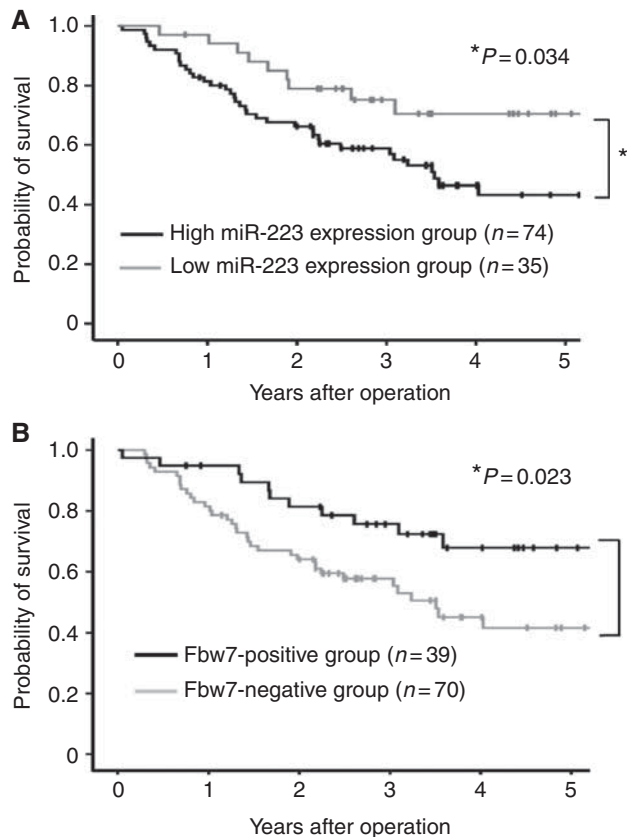 A
1.0
0.8
0.6
0.4
0.2
0
Probability of survival
*P=0.034
*
High miR-223 expression group (n=74)
Low miR-223 expression group (n=35)
0 1 2 3 4 5
Years after operation
B
1.0
0.8
0.6
0.4
0.2
0
Probability of survival
*P=0.023
Fbw7-positive group (n=39)
Fbw7-negative group (n=70)
0 1 2 3 4 5
Years after operation